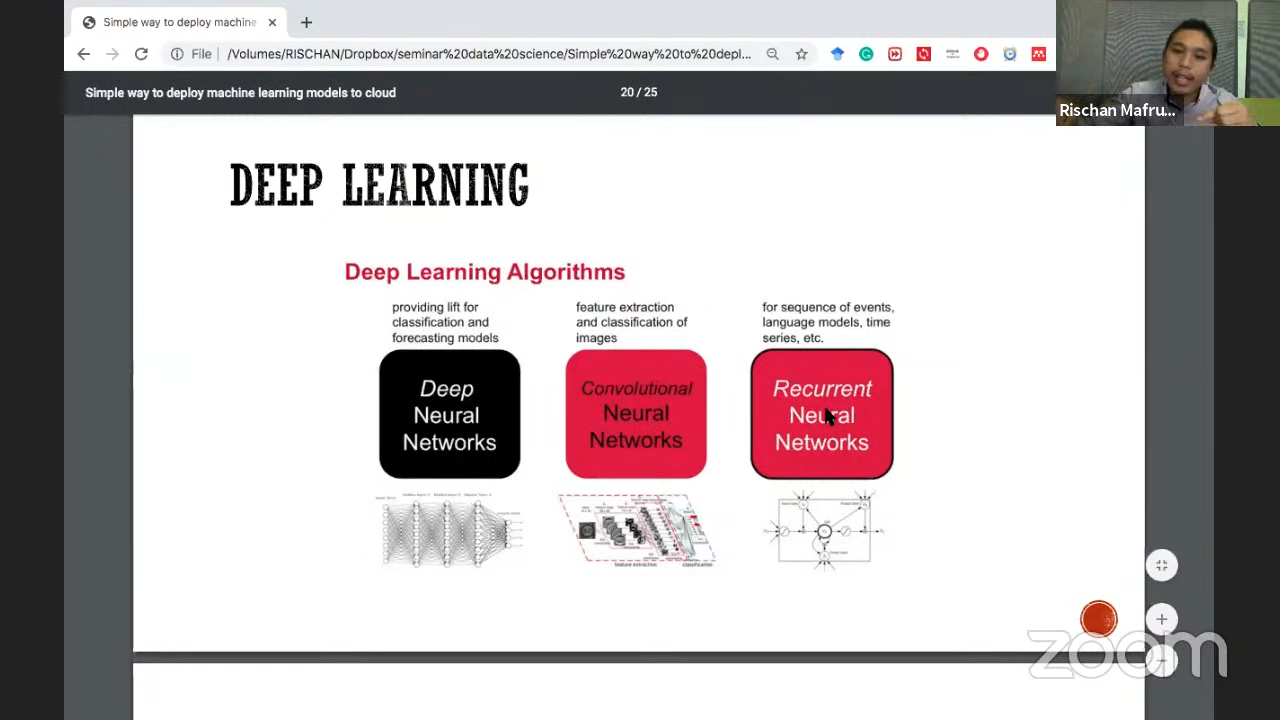 Simple way to deploy machine
File
/Volumes/RISCHAN/Dropbox/seminar%20data%20science/Simple%20way%20to%20depl...
Rischan Mafru...
Simple way to deploy machine learning models to cloud
20 / 25
DEEP LEARNING
Deep Learning Algorithms
providing lift for
classification and
forecasting models
Deep
Neural
Networks
feature extraction
and classification of
images
Convolutional
Neural
Networks
feature extraction
classification
for sequence of events,
language models, time
series, etc.
Recurrent
Neural
Networks
zoom